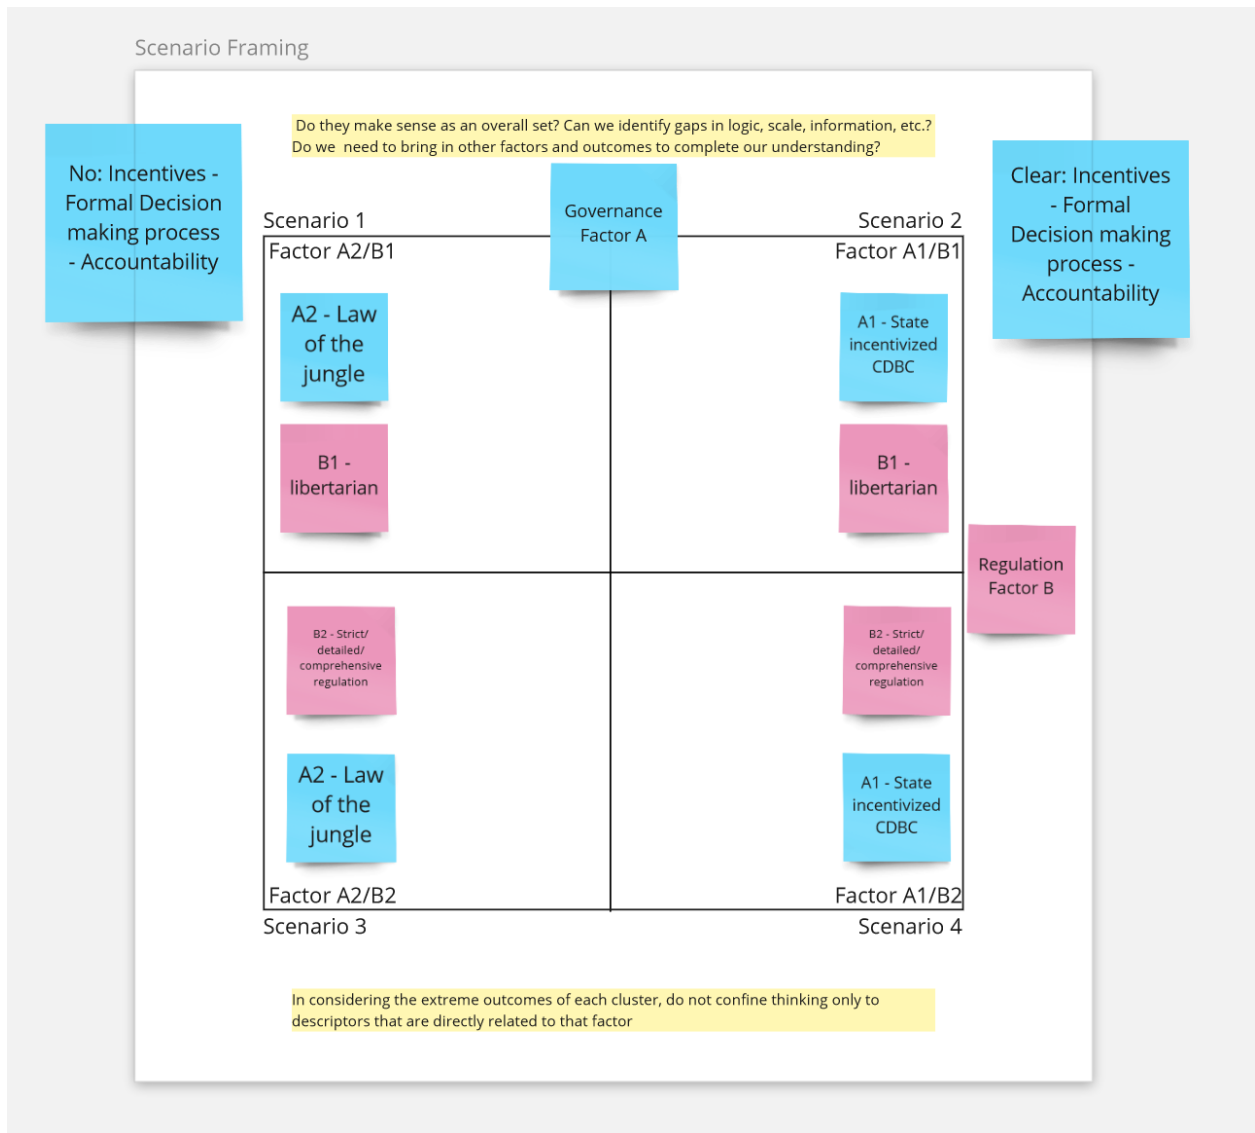 Scenario Framing
Do they make sense as an overall set? Can we identify gaps in logic, scale, information, etc.?
Do we need to bring in other factors and outcomes to complete our understanding?
No: Incentives -
Formal Decision
making process
- Accountability
Clear: Incentives
- Formal
Decision making
process -
Accountability
Governance
Factor A
Scenario 1
Factor A2/B1
Scenario 2
Factor A1/B1
A2 - Law
of the
jungle
A1 - State
incentivized
CDBC
B1 -
libertarian
B1 -
libertarian
Regulation
Factor B
B2 - Strict/
detailed/
comprehensive
regulation
B2 - Strict/
detailed/
comprehensive
regulation
A2 - Law
of the
jungle
A1 - State
incentivized
CDBC
Factor A2/B2
Scenario 3
Factor A1/B2
Scenario 4
In considering the extreme outcomes of each cluster, do not confine thinking only to
descriptors that are directly related to that factor